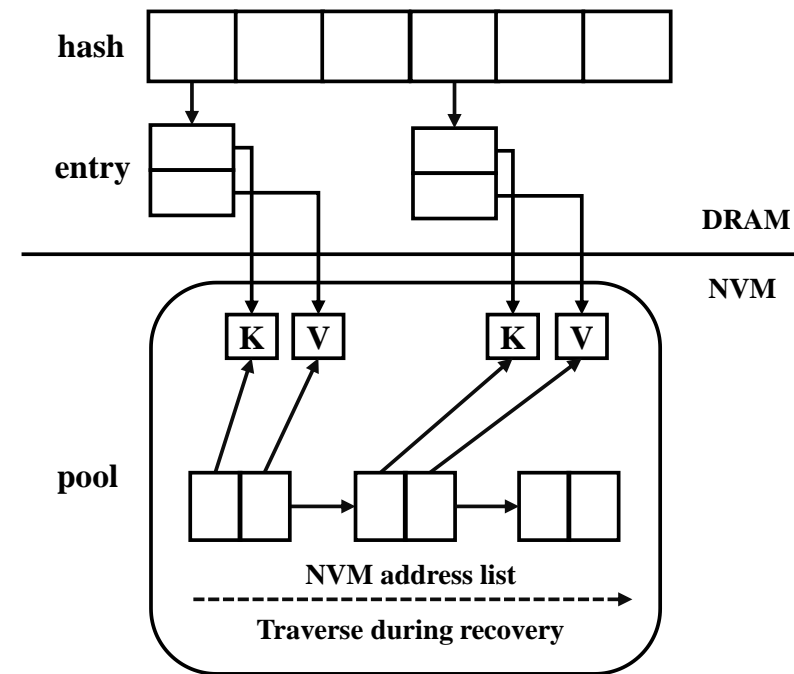 hash
entry
DRAM
NVM
K
V
K
V
pool
NVM address list
Traverse during recovery